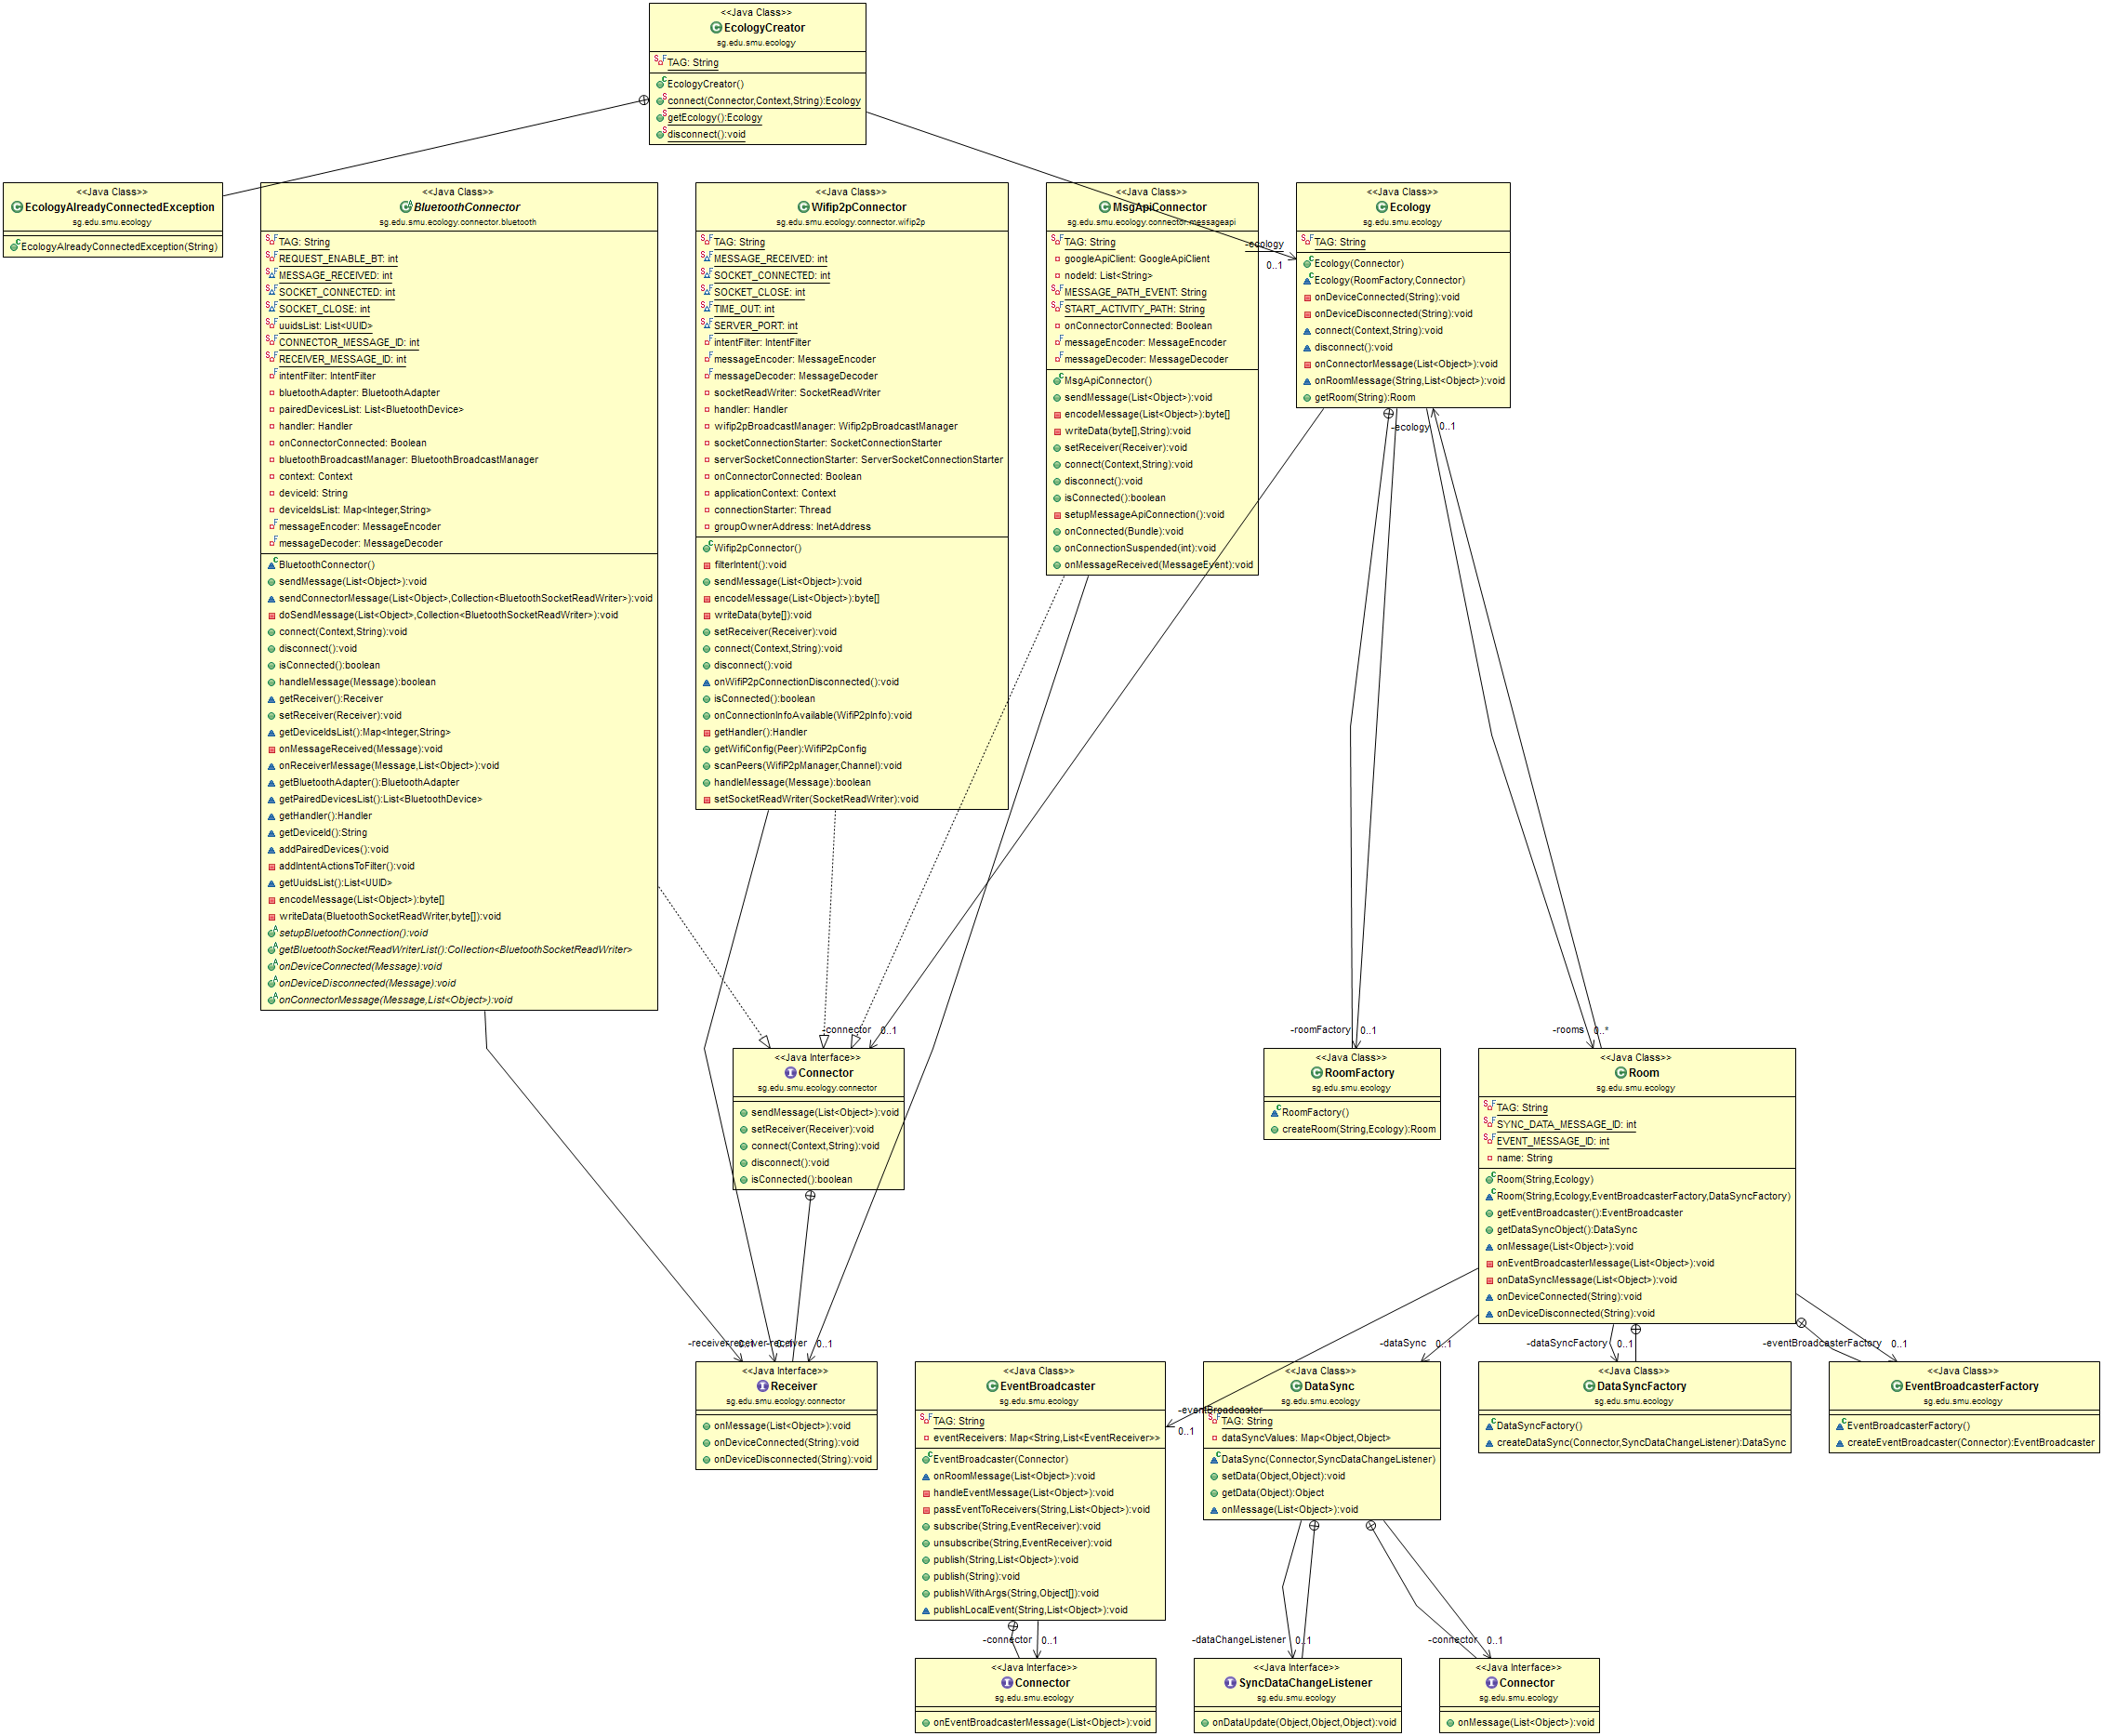 <<Java Class>>
EcologyCreator
sg.edu.smu.ecology
TAG: String
EcologyCreator()
connect(Connector,Context,String):Ecology
getEcology():Ecology
disconnect():void
<<Java Class>>
EcologyAlreadyConnectedException
sg.edu.smu.ecology
EcologyAlreadyConnectedException(String)
<<Java Class>>
BluetoothConnector
sg.edu.smu.ecology.connector.bluetooth
TAG: String
REQUEST_ENABLE_BT: int
MESSAGE_RECEIVED: int
SOCKET_CONNECTED: int
SOCKET_CLOSE: int
uuidsList: List<UUID>
CONNECTOR_MESSAGE_ID: int
RECEIVER_MESSAGE_ID: int
intentFilter: IntentFilter
bluetoothAdapter: BluetoothAdapter
pairedDevicesList: List<BluetoothDevice>
handler: Handler
onConnectorConnected: Boolean
bluetoothBroadcastManager: BluetoothBroadcastManager
context: Context
deviceId: String
deviceIdsList: Map<Integer,String>
messageEncoder: MessageEncoder
messageDecoder: MessageDecoder
BluetoothConnector()
sendMessage(List<Object>):void
sendConnectorMessage(List<Object>,Collection<BluetoothSocketReadWriter>):void
doSendMessage(List<Object>,Collection<BluetoothSocketReadWriter>):void
connect(Context,String):void
disconnect():void
isConnected():boolean
handleMessage(Message):boolean
getReceiver():Receiver
setReceiver(Receiver):void
getDeviceIdsList():Map<Integer,String>
onMessageReceived(Message):void
onReceiverMessage(Message,List<Object>):void
getBluetoothAdapter():BluetoothAdapter
getPairedDevicesList():List<BluetoothDevice>
getHandler():Handler
getDeviceId():String
addPairedDevices():void
addIntentActionsToFilter():void
getUuidsList():List<UUID>
encodeMessage(List<Object>):byte[]
writeData(BluetoothSocketReadWriter,byte[]):void
setupBluetoothConnection():void
getBluetoothSocketReadWriterList():Collection<BluetoothSocketReadWriter>
onDeviceConnected(Message):void
onDeviceDisconnected(Message):void
onConnectorMessage(Message,List<Object>):void
<<Java Class>>
Wifip2pConnector
sg.edu.smu.ecology.connector.wifip2p
TAG: String
MESSAGE_RECEIVED: int
SOCKET_CONNECTED: int
SOCKET_CLOSE: int
TIME_OUT: int
SERVER_PORT: int
intentFilter: IntentFilter
messageEncoder: MessageEncoder
messageDecoder: MessageDecoder
socketReadWriter: SocketReadWriter
handler: Handler
wifip2pBroadcastManager: Wifip2pBroadcastManager
socketConnectionStarter: SocketConnectionStarter
serverSocketConnectionStarter: ServerSocketConnectionStarter
onConnectorConnected: Boolean
applicationContext: Context
connectionStarter: Thread
groupOwnerAddress: InetAddress
Wifip2pConnector()
filterIntent():void
sendMessage(List<Object>):void
encodeMessage(List<Object>):byte[]
writeData(byte[]):void
setReceiver(Receiver):void
connect(Context,String):void
disconnect():void
onWifiP2pConnectionDisconnected():void
isConnected():boolean
onConnectionInfoAvailable(WifiP2pInfo):void
getHandler():Handler
getWifiConfig(Peer):WifiP2pConfig
scanPeers(WifiP2pManager,Channel):void
handleMessage(Message):boolean
setSocketReadWriter(SocketReadWriter):void
<<Java Class>>
MsgApiConnector
sg.edu.smu.ecology.connector.messageapi
TAG: String
googleApiClient: GoogleApiClient
nodeId: List<String>
MESSAGE_PATH_EVENT: String
START_ACTIVITY_PATH: String
onConnectorConnected: Boolean
messageEncoder: MessageEncoder
messageDecoder: MessageDecoder
MsgApiConnector()
sendMessage(List<Object>):void
encodeMessage(List<Object>):byte[]
writeData(byte[],String):void
setReceiver(Receiver):void
connect(Context,String):void
disconnect():void
isConnected():boolean
setupMessageApiConnection():void
onConnected(Bundle):void
onConnectionSuspended(int):void
onMessageReceived(MessageEvent):void
-ecology
0..1
<<Java Class>>
Ecology
sg.edu.smu.ecology
TAG: String
Ecology(Connector)
Ecology(RoomFactory,Connector)
onDeviceConnected(String):void
onDeviceDisconnected(String):void
connect(Context,String):void
disconnect():void
onConnectorMessage(List<Object>):void
onRoomMessage(String,List<Object>):void
getRoom(String):Room
-ecology
0..1
-connector
0..1
<<Java Interface>>
Connector
sg.edu.smu.ecology.connector
sendMessage(List<Object>):void
setReceiver(Receiver):void
connect(Context,String):void
disconnect():void
isConnected():boolean
-roomFactory
0..1
<<Java Class>>
RoomFactory
sg.edu.smu.ecology
RoomFactory()
createRoom(String,Ecology):Room
-rooms
0..*
<<Java Class>>
Room
sg.edu.smu.ecology
TAG: String
SYNC_DATA_MESSAGE_ID: int
EVENT_MESSAGE_ID: int
name: String
Room(String,Ecology)
Room(String,Ecology,EventBroadcasterFactory,DataSyncFactory)
getEventBroadcaster():EventBroadcaster
getDataSyncObject():DataSync
onMessage(List<Object>):void
onEventBroadcasterMessage(List<Object>):void
onDataSyncMessage(List<Object>):void
onDeviceConnected(String):void
onDeviceDisconnected(String):void
-receiver
0..1
-receiver
0..1
-receiver
0..1
<<Java Interface>>
Receiver
sg.edu.smu.ecology.connector
onMessage(List<Object>):void
onDeviceConnected(String):void
onDeviceDisconnected(String):void
-eventBroadcaster
0..1
<<Java Class>>
EventBroadcaster
sg.edu.smu.ecology
TAG: String
eventReceivers: Map<String,List<EventReceiver>>
EventBroadcaster(Connector)
onRoomMessage(List<Object>):void
handleEventMessage(List<Object>):void
passEventToReceivers(String,List<Object>):void
subscribe(String,EventReceiver):void
unsubscribe(String,EventReceiver):void
publish(String,List<Object>):void
publish(String):void
publishWithArgs(String,Object[]):void
publishLocalEvent(String,List<Object>):void
-dataSync
0..1
<<Java Class>>
DataSync
sg.edu.smu.ecology
TAG: String
dataSyncValues: Map<Object,Object>
DataSync(Connector,SyncDataChangeListener)
setData(Object,Object):void
getData(Object):Object
onMessage(List<Object>):void
-dataSyncFactory
0..1
<<Java Class>>
DataSyncFactory
sg.edu.smu.ecology
DataSyncFactory()
createDataSync(Connector,SyncDataChangeListener):DataSync
-eventBroadcasterFactory
0..1
<<Java Class>>
EventBroadcasterFactory
sg.edu.smu.ecology
EventBroadcasterFactory()
createEventBroadcaster(Connector):EventBroadcaster
-connector
0..1
<<Java Interface>>
Connector
sg.edu.smu.ecology
onEventBroadcasterMessage(List<Object>):void
-dataChangeListener
0..1
<<Java Interface>>
SyncDataChangeListener
sg.edu.smu.ecology
onDataUpdate(Object,Object,Object):void
-connector
0..1
<<Java Interface>>
Connector
sg.edu.smu.ecology
onMessage(List<Object>):void